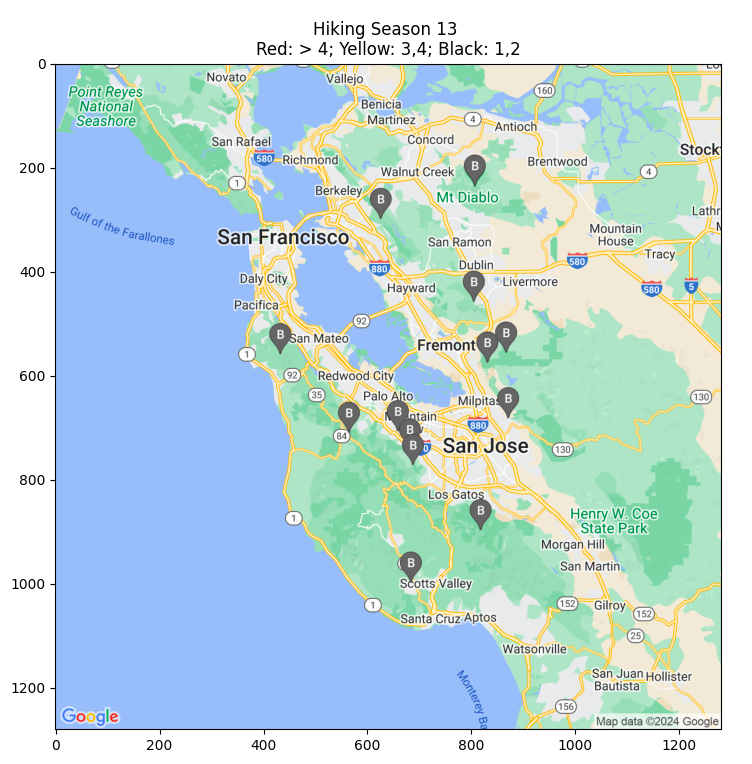 Hiking Season 13
Red: > 4; Yellow: 3,4; Black: 1,2
0
200
400
600
800
1000
1200
0
200
400
600
800
1000
1200
Novato
Vallejo
160
Point Reyes
National
Seashore
Benicia
Martinez
4
Antioch
San Rafael
Concord
580
Richmond
Walnut Creek
B
Brentwood
4
1
Berkeley
B
Mt Diablo
Gulf of the Farallones
San Francisco
San Ramon
Mountain
House
Tracy
880
Dublin
580
Daly City
Hayward
B
Livermore
580
5
Pacifica
92
B
San Mateo
Fremont
B
B
1
92
Redwood City
35
Palo Alto
Milpitas
B
130
B
B
84
B
880
B
San Jose
130
Los Gatos
B
1
Henry W. Coe
State Park
Morgan Hill
B
San Martin
Scotts Valley
1
152
Gilroy
152
Santa Cruz
Aptos
25
Watsonville
San Juan
Bautista
Hollister
156
Google
Map data ©2024 Google